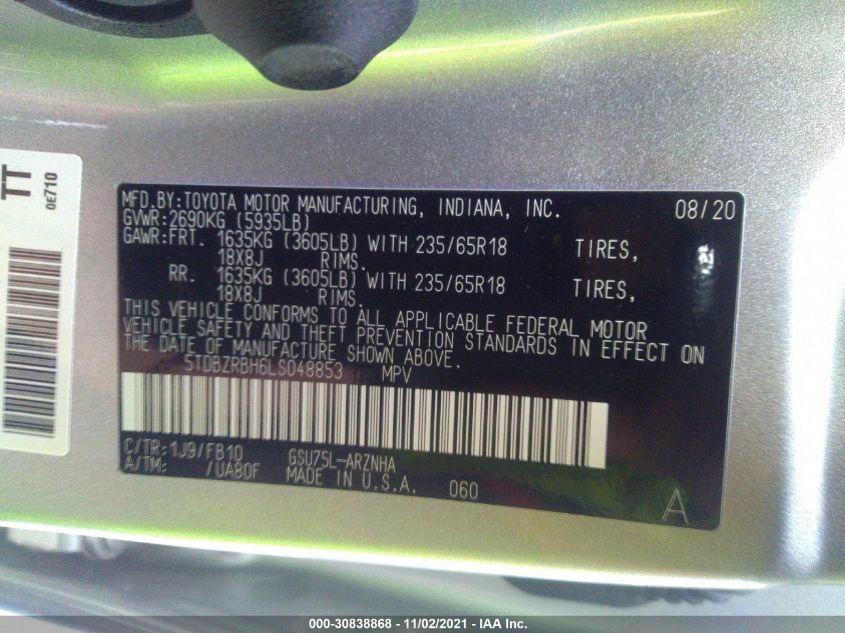 TT
0E710
MFD.BY:TOYOTA MOTOR MANUFACTURING, INDIANA, INC. 08/20
GVWR:2690KG (5935LB)
GAWR:FRT. 1635KG (3605LB) WITH 235/65R18 TIRES,
18X8J RIMS.
RR. 1635KG (3605LB) WITH 235/65R18 TIRES,
18X8J RIMS.
THIS VEHICLE CONFORMS TO ALL APPLICABLE FEDERAL MOTOR
VEHICLE SAFETY AND THEFT PREVENTION STANDARDS IN EFFECT ON
THE DATE OF MANUFACTURE SHOWN ABOVE.
5TDBZRBH6LS048853 MPV
C/TR:1J9/FB10 GSU75L-ARZNHA
A/TM: /UA80F MADE IN U.S.A. 060
A
000-30838868 - 11/02/2021 - IAA Inc.